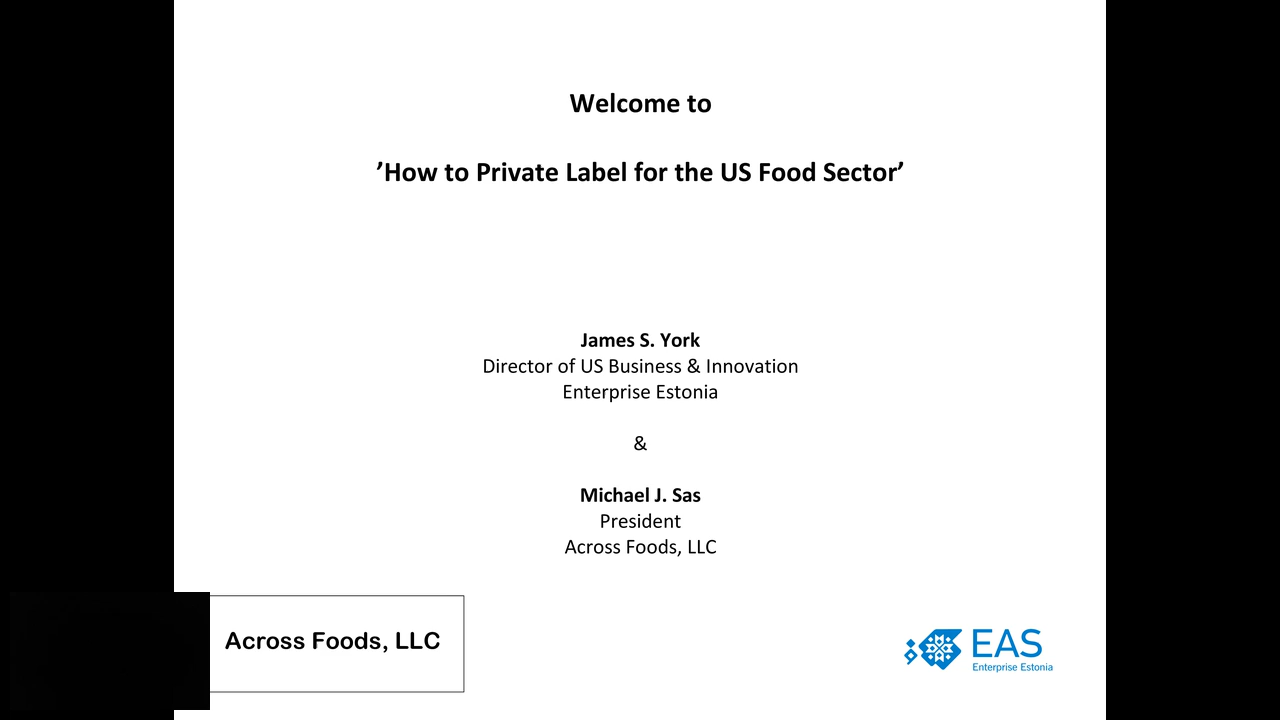 Welcome to
’How to Private Label for the US Food Sector’
James S. York
Director of US Business & Innovation
Enterprise Estonia
&
Michael J. Sas
President
Across Foods, LLC
Across Foods, LLC
EAS
Enterprise Estonia